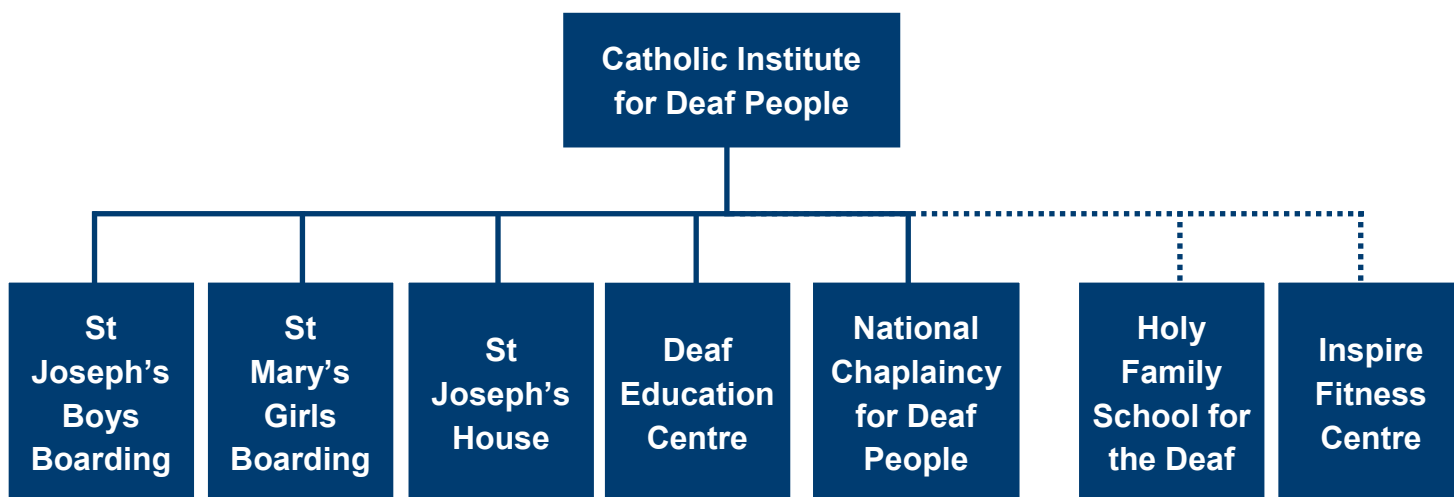 Catholic Institute
for Deaf People
St
Joseph’s
Boys
Boarding
St
Mary’s
Girls
Boarding
St
Joseph’s
House
Deaf
Education
Centre
National
Chaplaincy
for Deaf
People
Holy
Family
School for
the Deaf
Inspire
Fitness
Centre